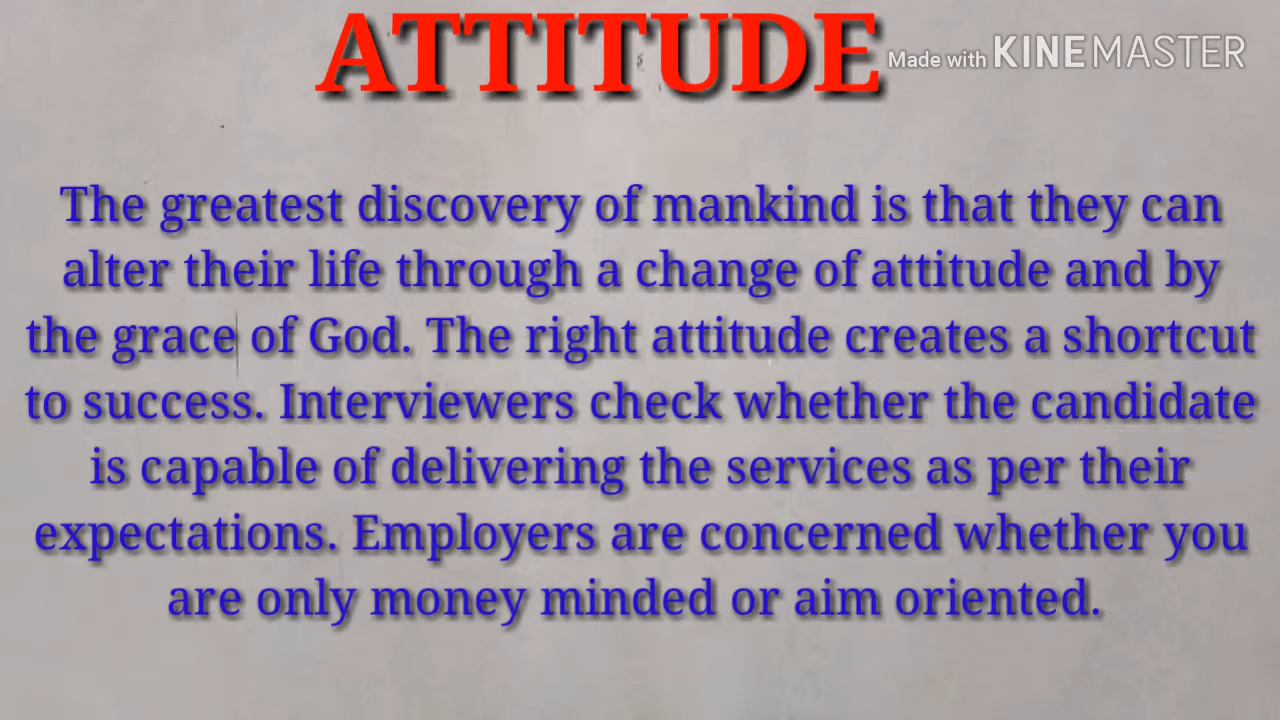 ATTITUDE
Made with KINEMASTER
The greatest discovery of mankind is that they can
alter their life through a change of attitude and by
the grace of God. The right attitude creates a shortcut
to success. Interviewers check whether the candidate
is capable of delivering the services as per their
expectations. Employers are concerned whether you
are only money minded or aim oriented.